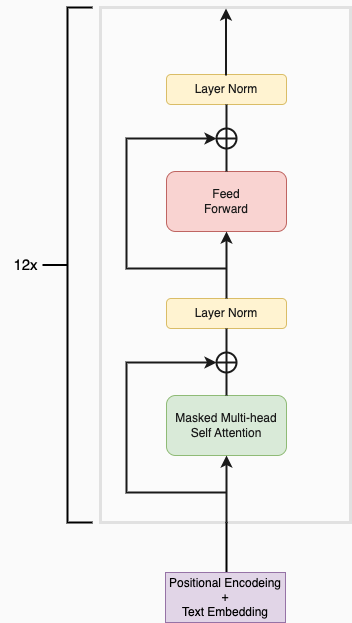 Layer Norm
Feed
Forward
12x
Layer Norm
Masked Multi-head
Self Attention
Positional Encodeing
+
Text Embedding